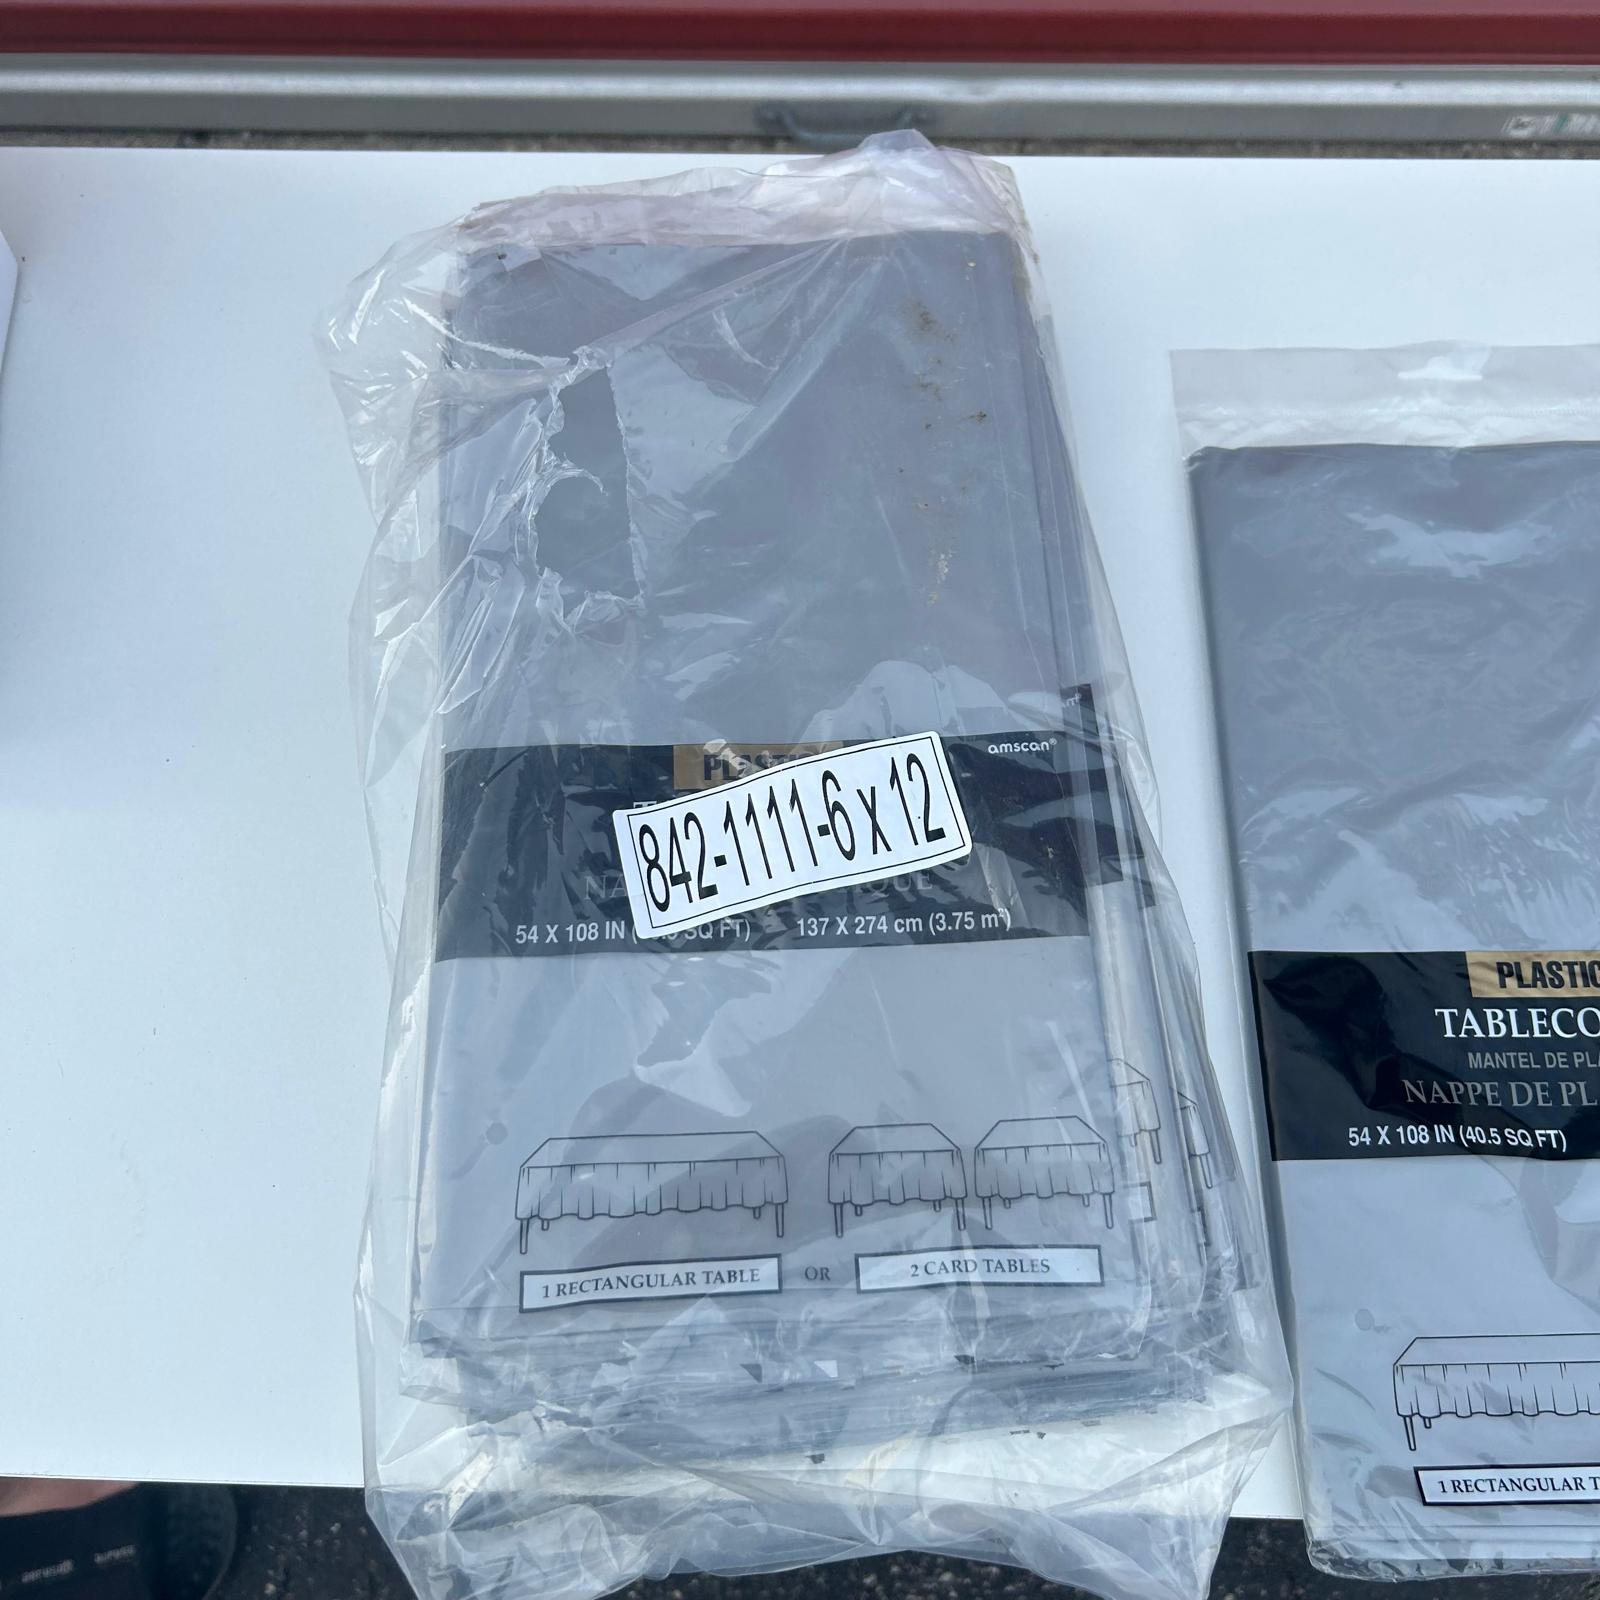 amscan®
PLASTIC
842-1111-6 x 12
54 X 108 IN
SQ FT)
137 X 274 cm (3.75 m²)
1 RECTANGULAR TABLE
OR
2 CARD TABLES
PLASTIC
TABLECO
MANTEL DE PLA
NAPPE DE PL
54 X 108 IN (40.5 SQ FT)
1 RECTANGULAR T